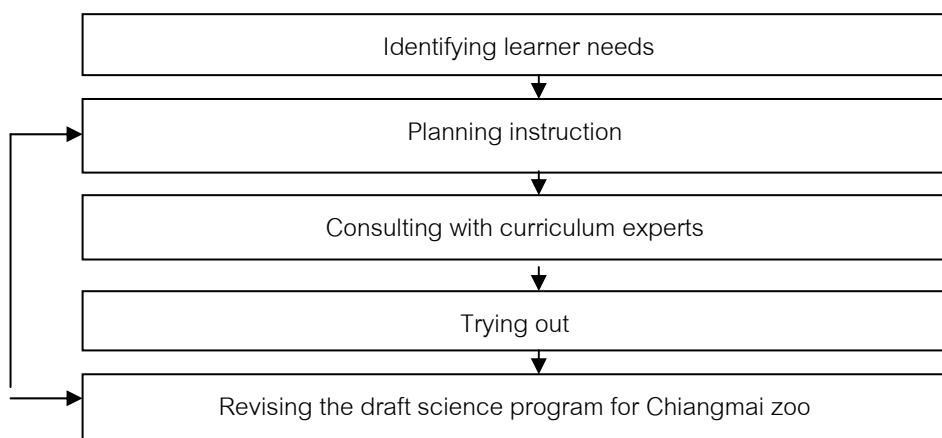 Identifying learner needs
Planning instruction
Consulting with curriculum experts
Trying out
Revising the draft science program for Chiangmai zoo